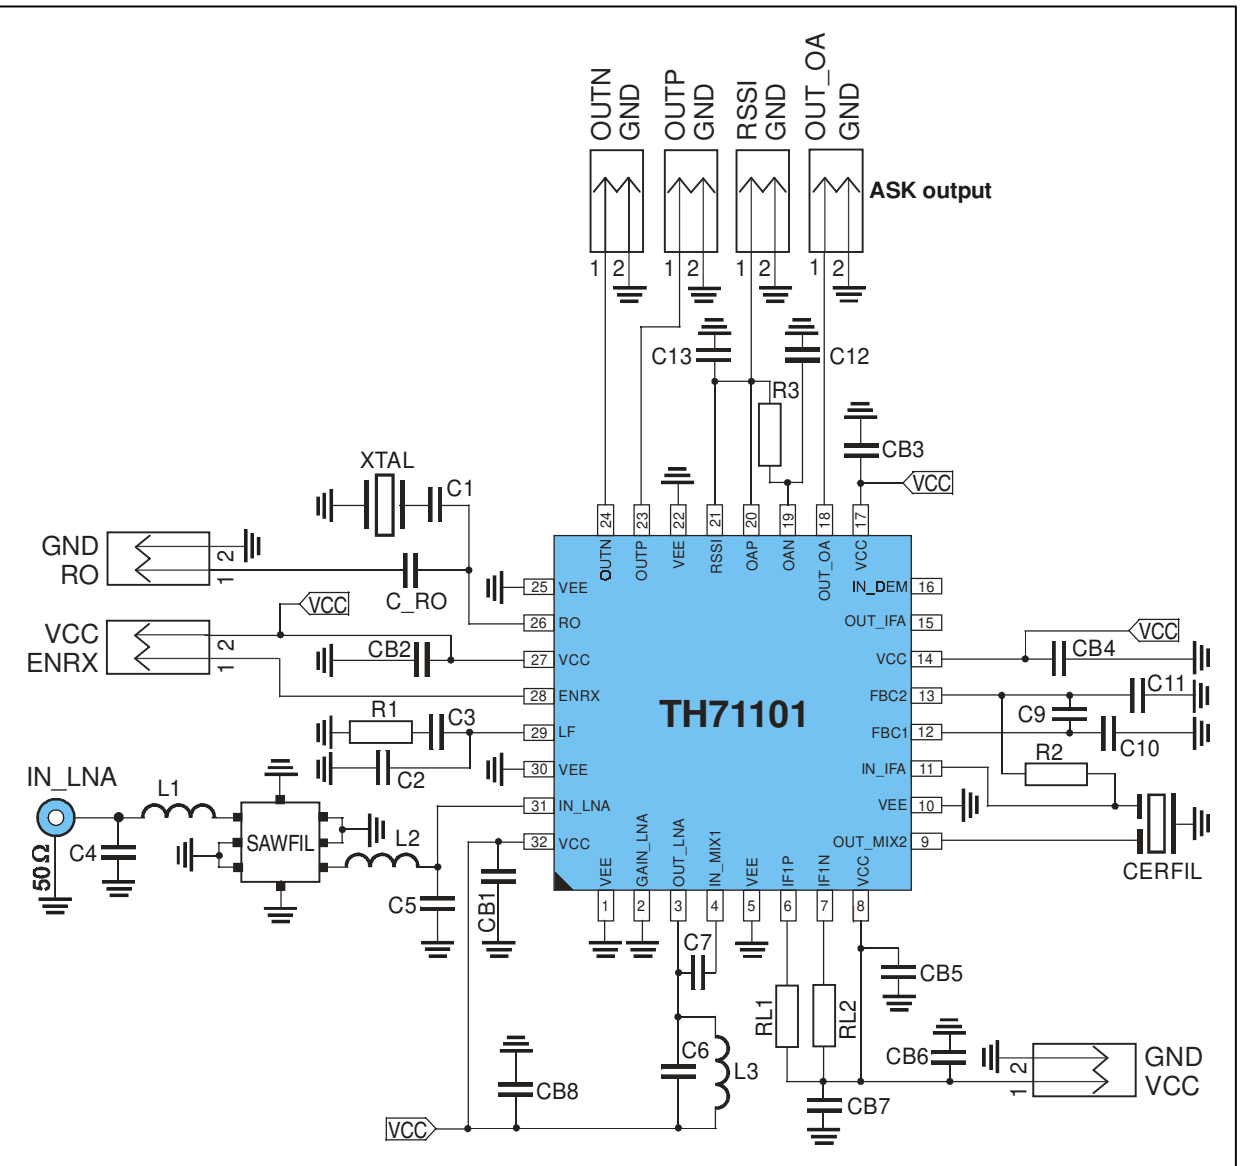 OUTN
GND
OUTP
GND
RSSI
GND
OUT_OA
GND
ASK output
1 2
1 2
1 2
1 2
C13
C12
R3
CB3
VCC
XTAL
C1
GND
RO
2
1
C_RO
VCC
VCC
ENRX
2
1
CB2
R1
C3
C2
IN_LNA
50Ω
L1
C4
SAWFIL
L2
C5
CB1
24
23
22
21
20
19
18
17
OUTN
OUTP
VEE
RSSI
OAP
OAN
OUT_OA
VCC
25 VEE
26 RO
27 VCC
28 ENRX
29 LF
30 VEE
31 IN_LNA
32 VCC
TH71101
IN_DEM 16
OUT_IFA 15
VCC 14
FBC2 13
FBC1 12
IN_IFA 11
VEE 10
OUT_MIX2 9
VEE
GAIN_LNA
OUT_LNA
IN_MIX1
VEE
IF1P
IF1N
VCC
1
2
3
4
5
6
7
8
VCC
CB4
C11
C9
C10
R2
CERFIL
C7
C6
L3
RL1
RL2
CB5
CB6
CB7
CB8
VCC
2
1
GND
VCC